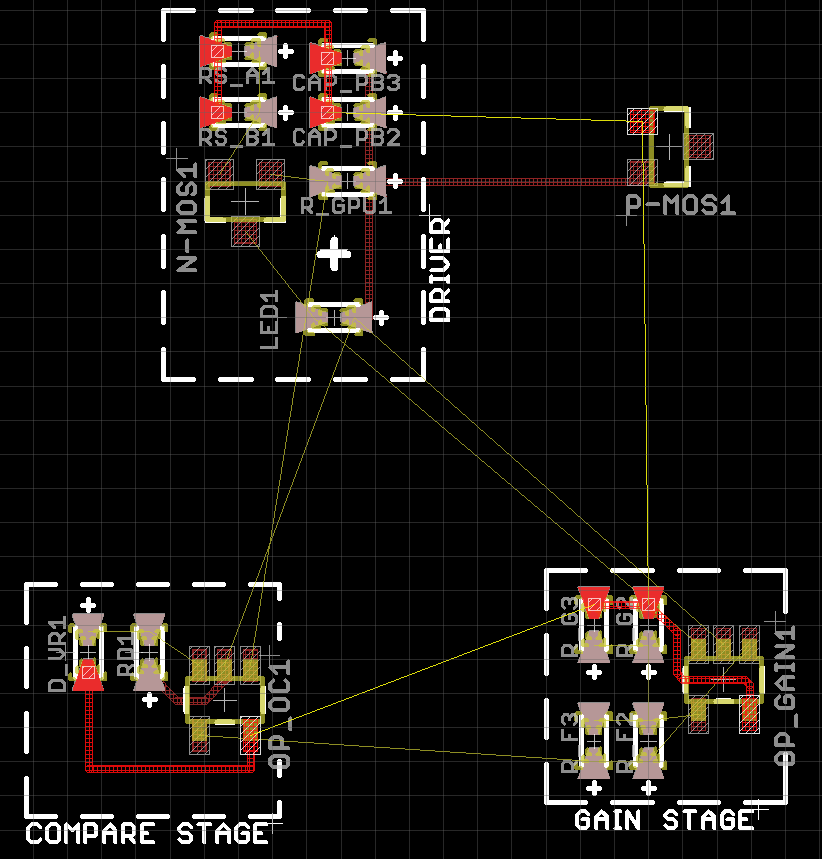 RS_A1
CAP_PB3
RS_B1
CAP_PB2
N-MOS1
R_GPU1
P-MOS1
DRIVER
LED1
D_VR1
RD1
OP_OC1
R_G3
R_G2
R_F3
R_F2
OP_GAIN1
COMPARE STAGE
GAIN STAGE